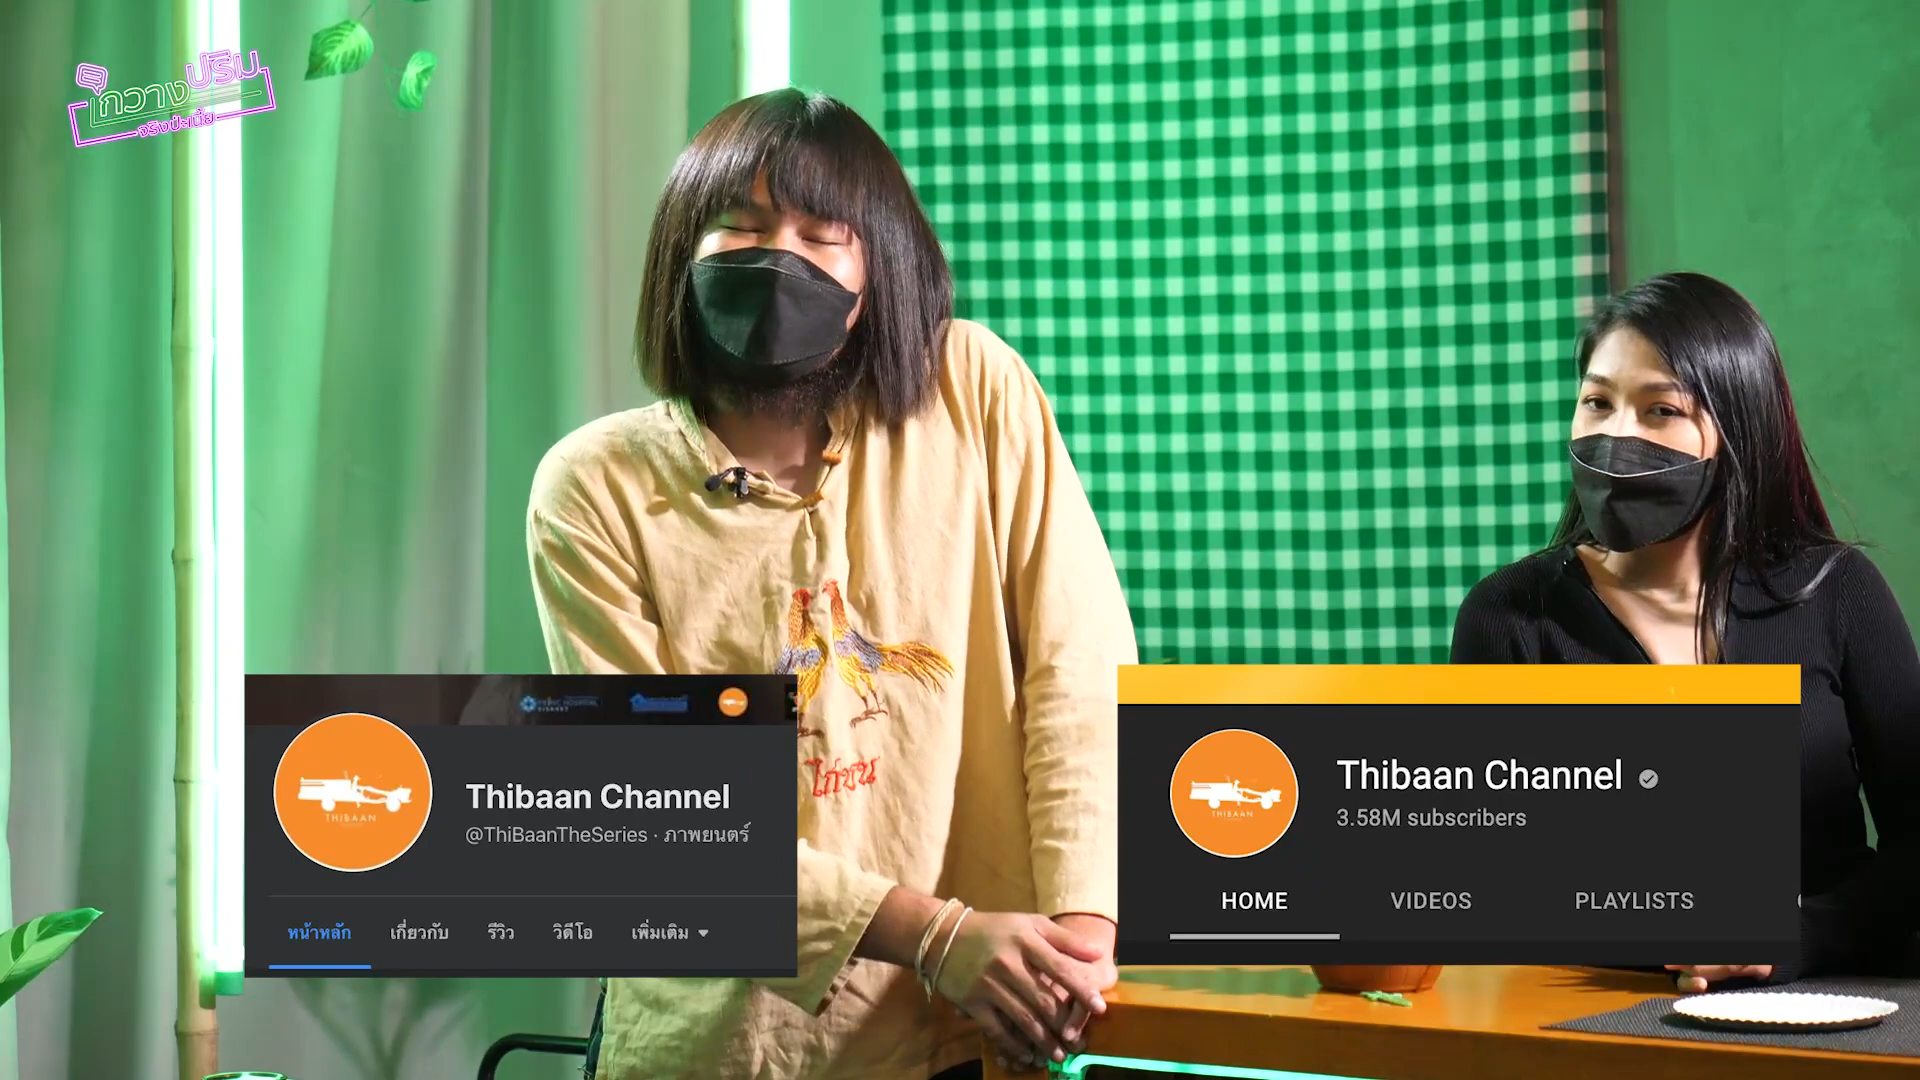 กวางปริม
จริงป่ะเนี้ย
ไก่ชน
THIBAAN
Thibaan Channel
@ThiBaanTheSeries · ภาพยนตร์
หน้าหลัก เกี่ยวกับ รีวิว วิดีโอ เพิ่มเติม
THIBAAN
Thibaan Channel
3.58M subscribers
HOME VIDEOS PLAYLISTS